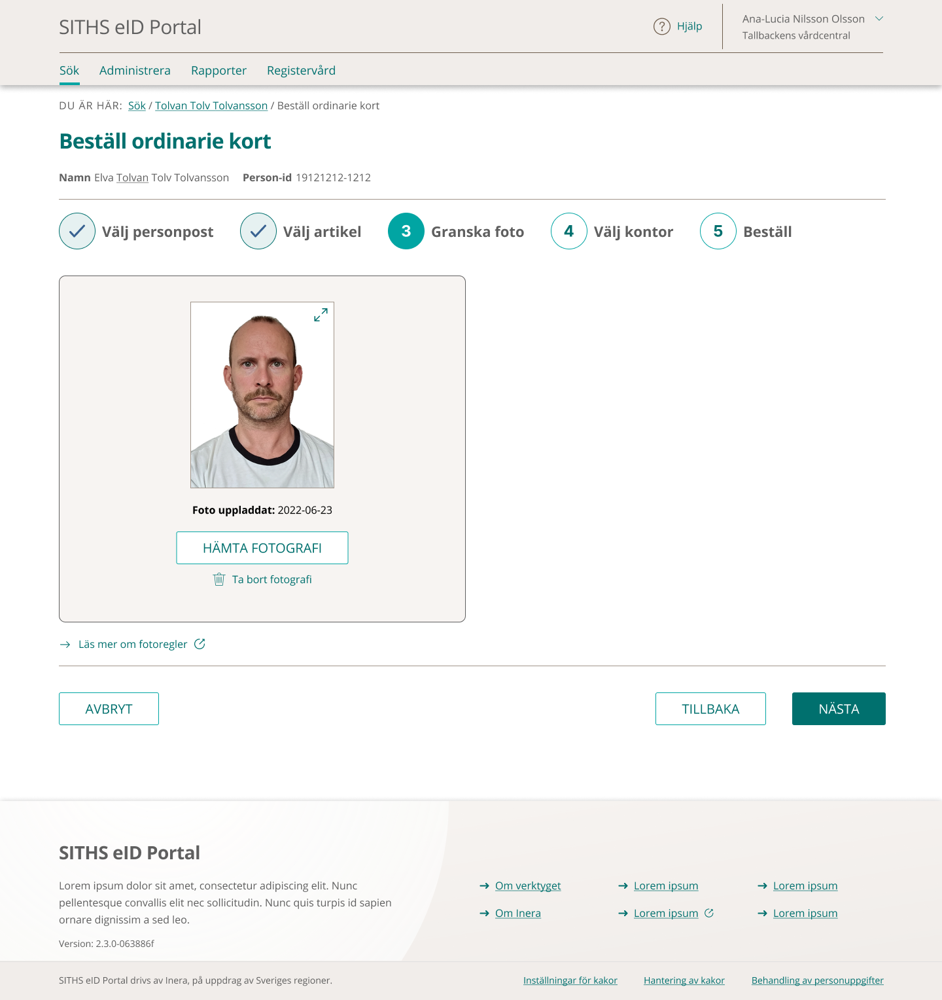 SITHS eID Portal
Hjälp
Ana-Lucia Nilsson Olsson
Tallbackens vårdcentral
Sök Administrera Rapporter Registervård
DU ÄR HÄR: Sök / Tolvan Tolv Tolvansson / Beställ ordinarie kort
Beställ ordinarie kort
Namn Elva Tolvan Tolv Tolvansson Person-id 19121212-1212
Välj personpost Välj artikel 3 Granska foto 4 Välj kontor 5 Beställ
Foto uppladdat: 2022-06-23
HÄMTA FOTOGRAFI
Ta bort fotografi
Läs mer om fotoregler
AVBRYT TILLBAKA NÄSTA
SITHS eID Portal
Lorem ipsum dolor sit amet, consectetur adipiscing elit. Nunc
pellentesque convallis elit nec sollicitudin. Nunc quis turpis id sapien
ornare dignissim a sed leo.
Version: 2.3.0-063886f
Om verktyget Lorem ipsum Lorem ipsum
Om Inera Lorem ipsum Lorem ipsum
SITHS eID Portal drivs av Inera, på uppdrag av Sveriges regioner.
Inställningar för kakor Hantering av kakor Behandling av personuppgifter